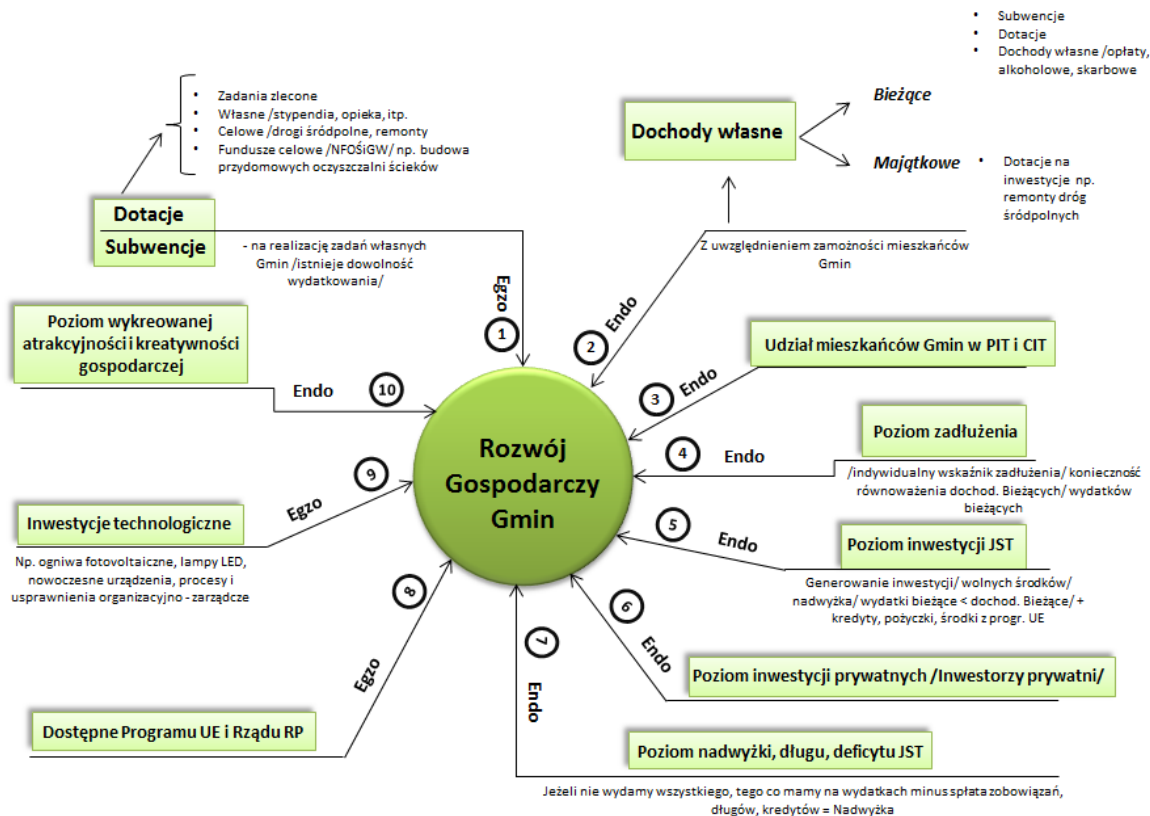 • Subwencje
• Dotacje
• Dochody własne /opłaty,
alkoholowe, skarbowe
• Zadania zlecone
• Własne /stypendia, opieka, itp.
• Celowe /drogi śródpolne, remonty
• Fundusze celowe /NFOŚiGW/ np. budowa
przydomowych oczyszczalni ścieków
Dochody własne
Bieżące
Majątkowe
• Dotacje na
inwestycje np.
remonty dróg
śródpolnych
Dotacje
Subwencje
- na realizację zadań własnych
Gmin /istnieje dowolność
wydatkowania/
Egzo
1
Z uwzględnieniem zamożności mieszkańców
Gmin
Endo
2
Poziom wykreowanej
atrakcyjności i kreatywności
gospodarczej
Endo
10
Udział mieszkańców Gmin w PIT i CIT
Endo
3
Rozwój
Gospodarczy
Gmin
Poziom zadłużenia
Endo
4
/indywidualny wskaźnik zadłużenia/ konieczność
równoważenia dochod. Bieżących/ wydatków
bieżących
Inwestycje technologiczne
Egzo
9
Np. ogniwa fotovoltaiczne, lampy LED,
nowoczesne urządzenia, procesy i
usprawnienia organizacyjno - zarządcze
Poziom inwestycji JST
Endo
5
Generowanie inwestycji/ wolnych środków/
nadwyżka/ wydatki bieżące < dochod. Bieżące/ +
kredyty, pożyczki, środki z progr. UE
Poziom inwestycji prywatnych /Inwestorzy prywatni/
Endo
6
Dostępne Programu UE i Rządu RP
Egzo
8
Poziom nadwyżki, długu, deficytu JST
Endo
7
Jeżeli nie wydamy wszystkiego, tego co mamy na wydatkach minus spłata zobowiązań,
długów, kredytów = Nadwyżka